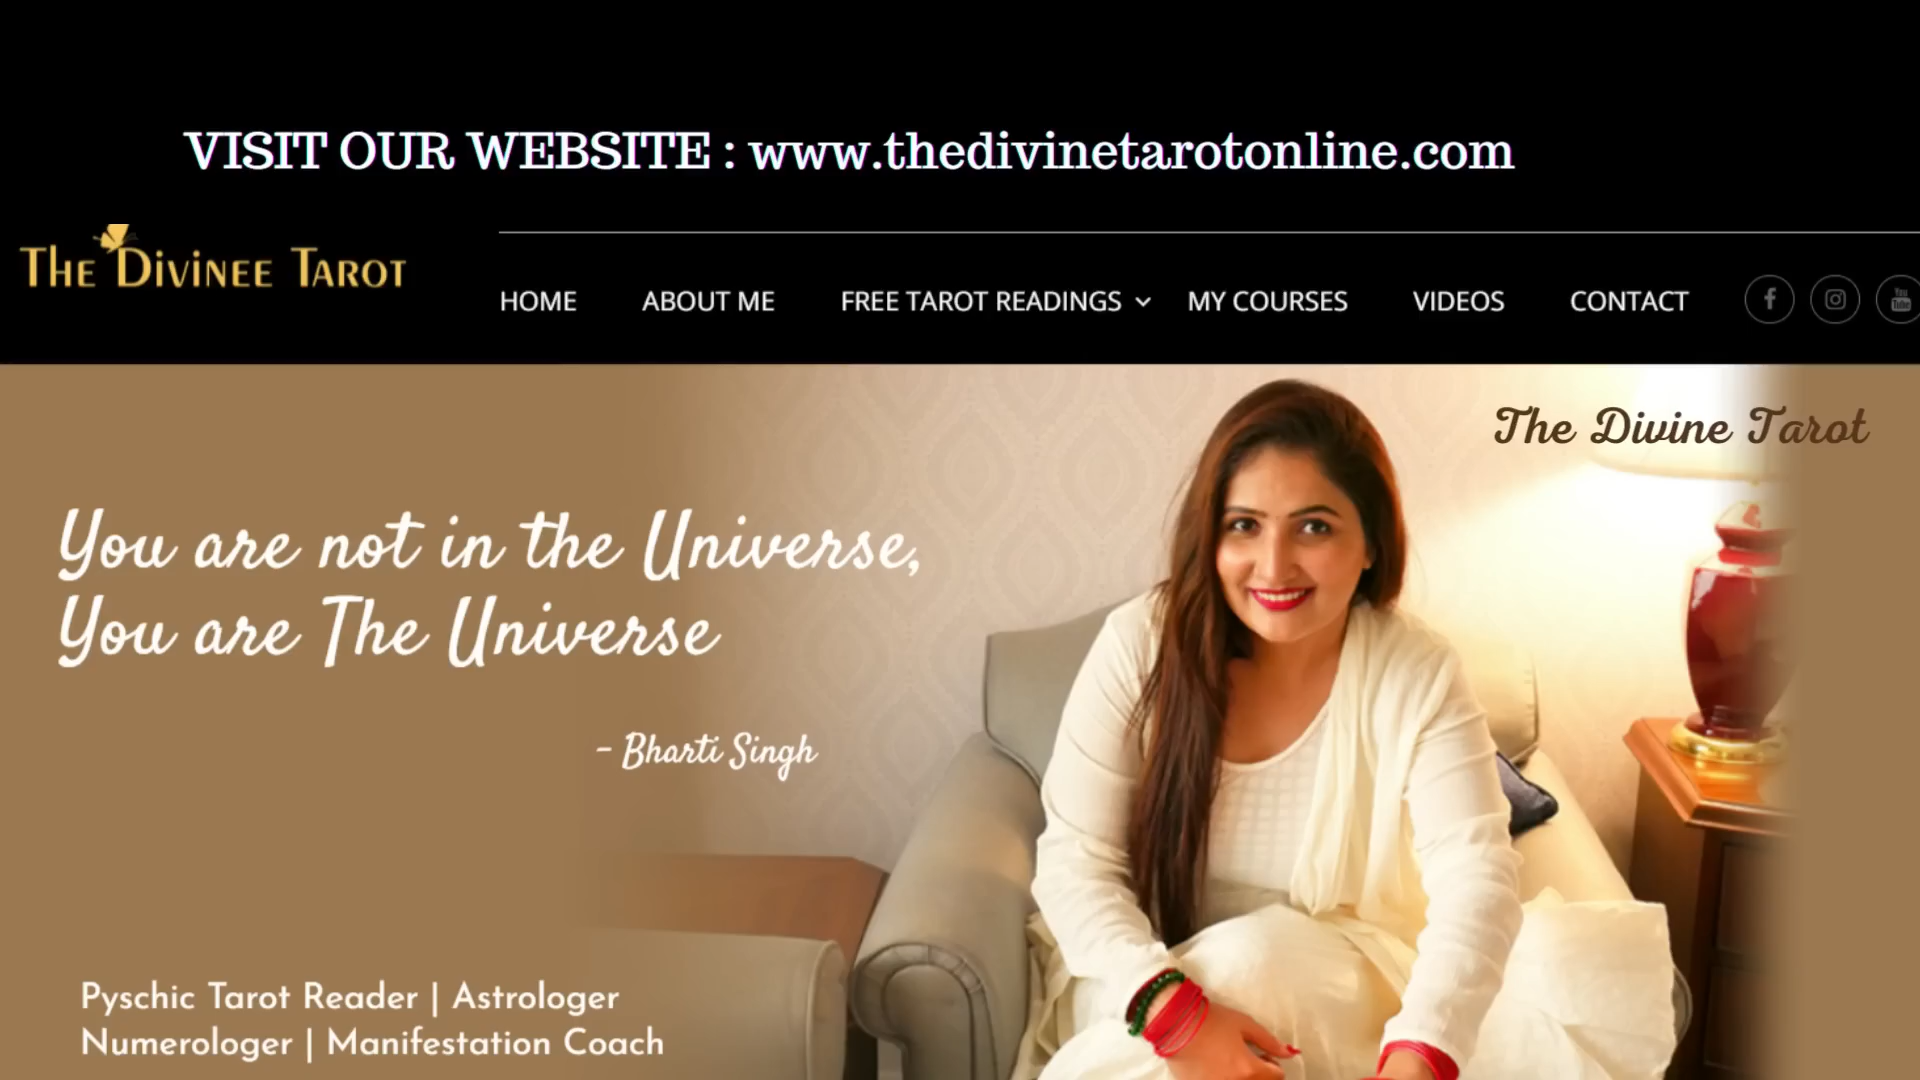 VISIT OUR WEBSITE : www.thedivinetarotonline.com
THE DIVINEE TAROT
HOME ABOUT ME FREE TAROT READINGS MY COURSES VIDEOS CONTACT
You Tube
The Divine Tarot
You are not in the Universe,
You are The Universe
- Bharti Singh
Pyschic Tarot Reader | Astrologer
Numerologer | Manifestation Coach